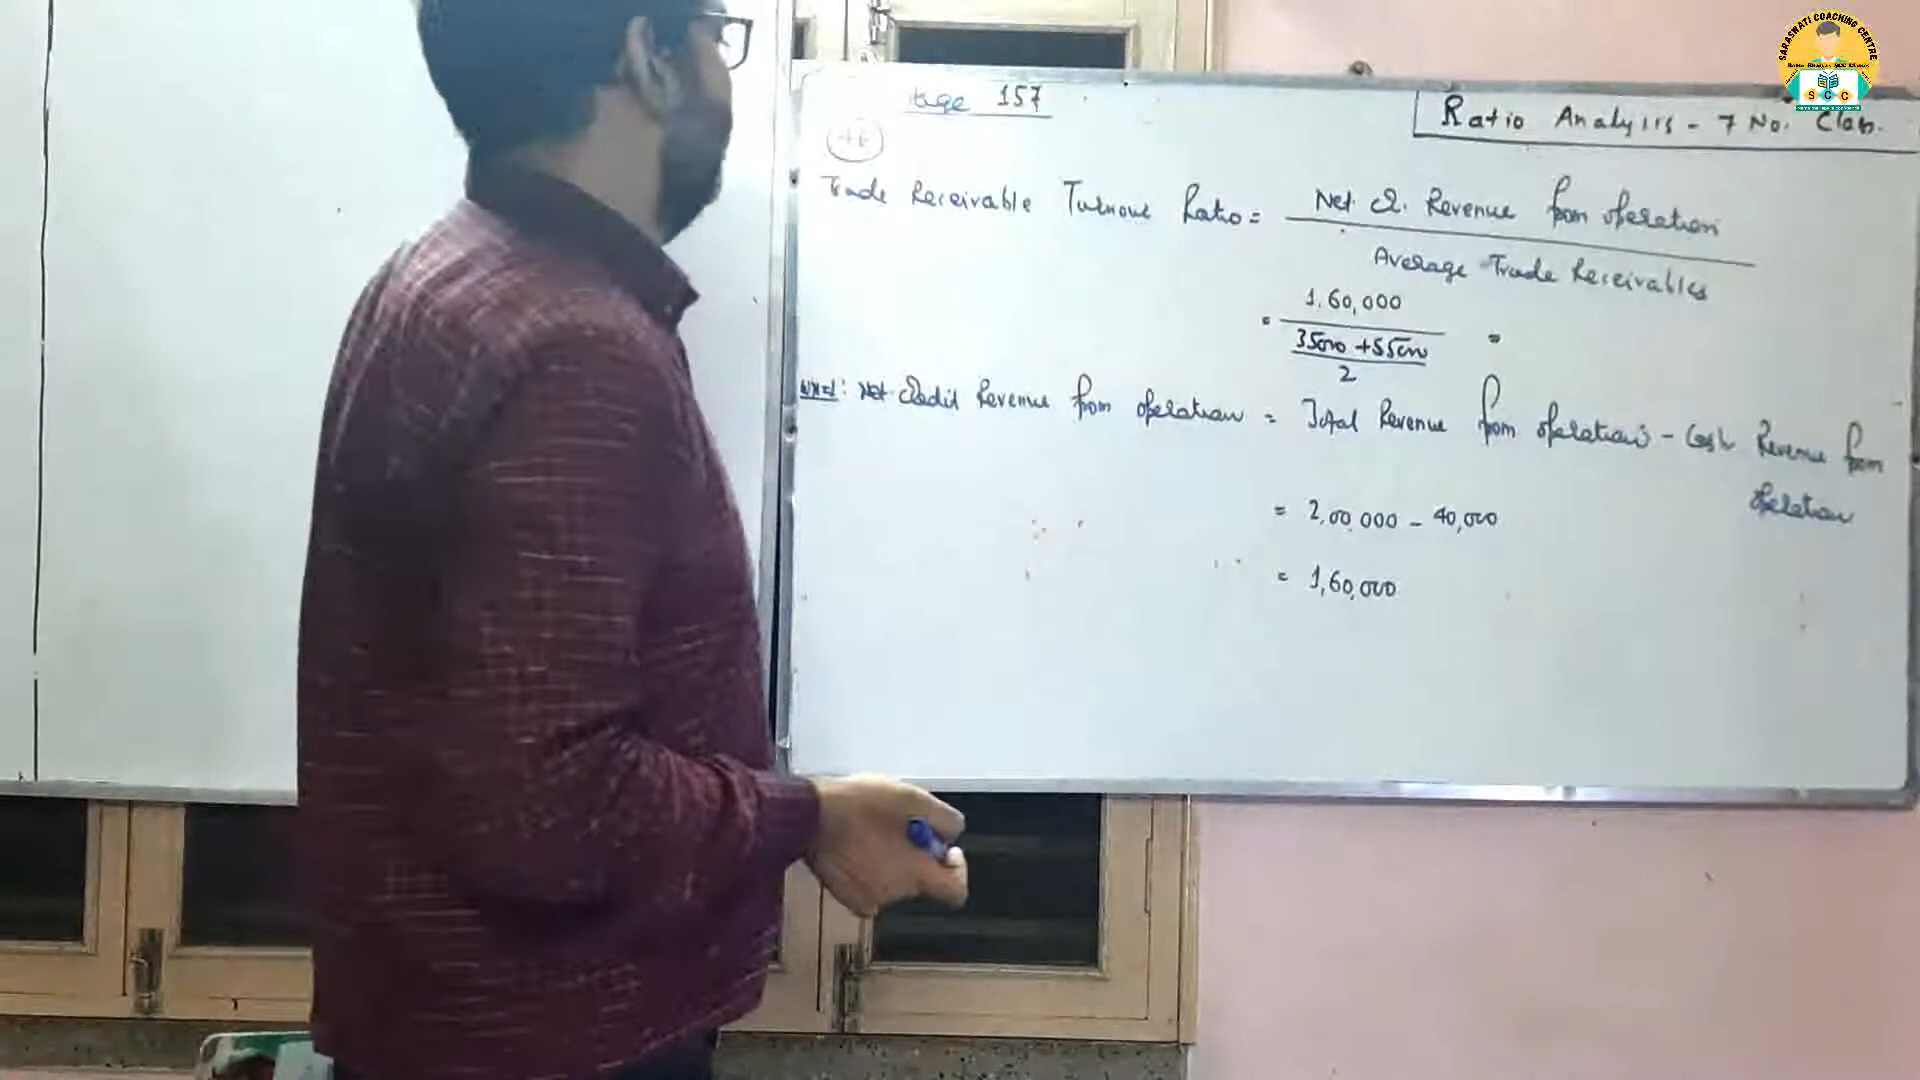 Page 157
Ratio Analysis - 7 No. Class.
Trade Receivable Turnover Ratio = Net Cr. Revenue from operation
Average Trade Receivables
= 1,60,000
35000 + 55000 =
2
Net Credit Revenue from operation = Total Revenue from operation - Cash Revenue from
operation
= 2,00,000 - 40,000
= 1,60,000
SARASWATI COACHING CENTRE
S C C